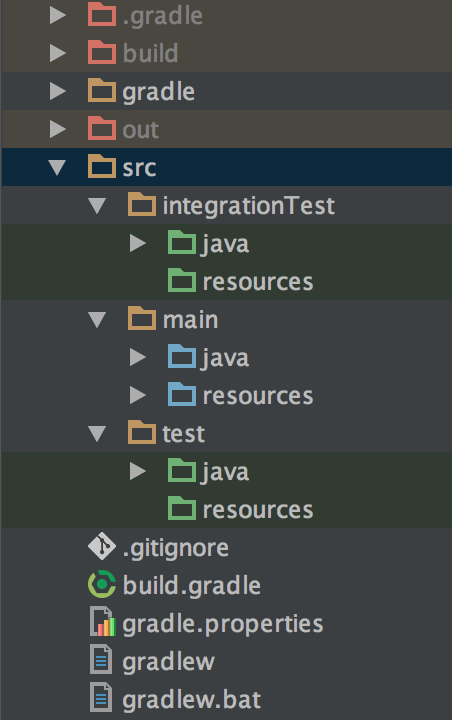 .gradle
build
gradle
out
src
integrationTest
java
resources
main
java
resources
test
java
resources
.gitignore
build.gradle
gradle.properties
gradlew
gradlew.bat